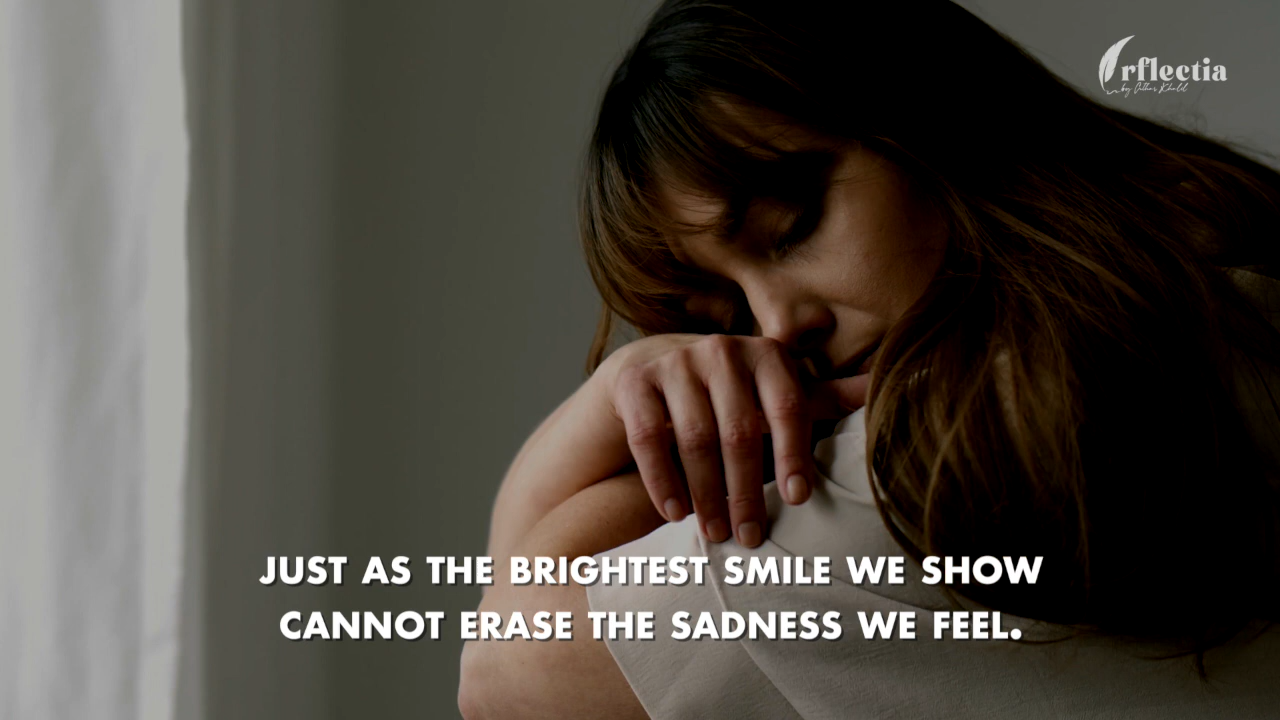 rflectia
JUST AS THE BRIGHTEST SMILE WE SHOW
CANNOT ERASE THE SADNESS WE FEEL.